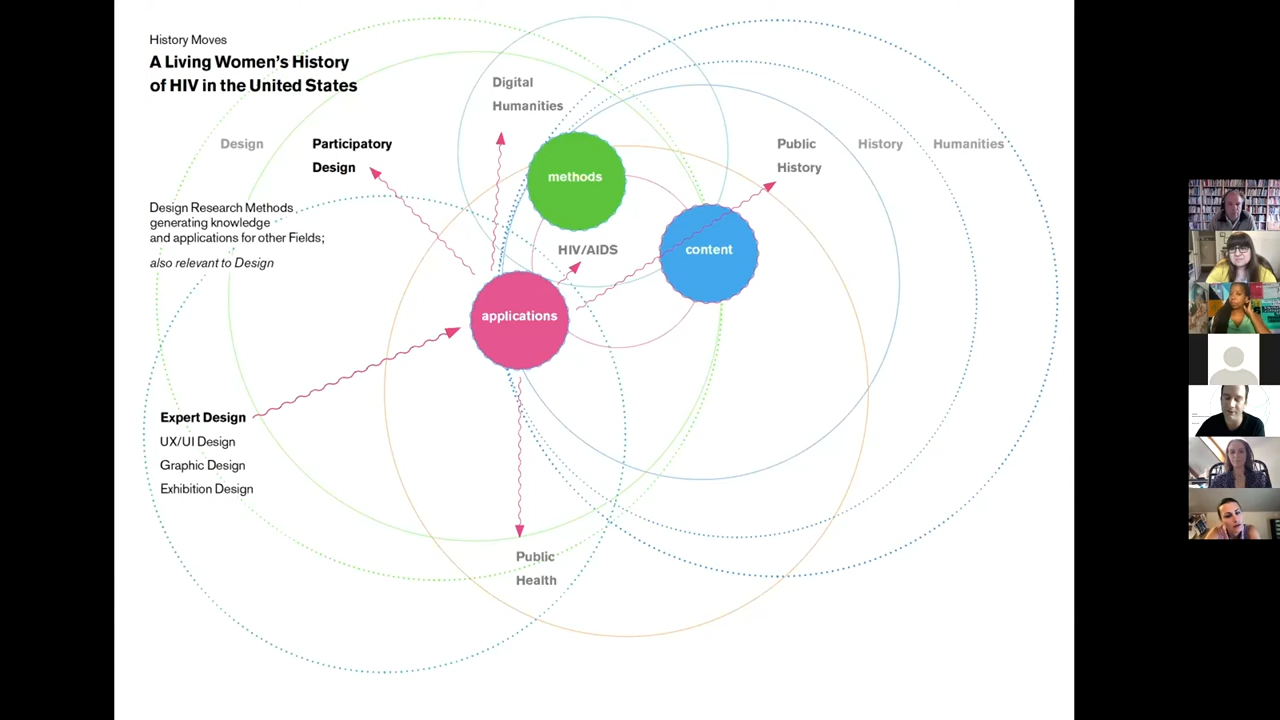 History Moves
A Living Women's History
of HIV in the United States
Digital
Humanities
Design
Participatory
Design
methods
Public
History
History
Humanities
Design Research Methods
generating knowledge
and applications for other Fields;
also relevant to Design
HIV/AIDS
content
applications
Expert Design
UX/UI Design
Graphic Design
Exhibition Design
Public
Health